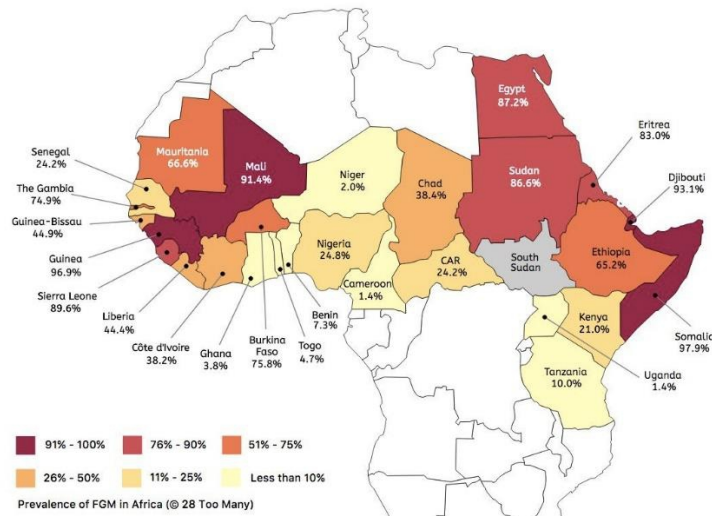 Egypt
87.2%
Eritrea
83.0%
Senegal
24.2%
Mauritania
66.6%
Mali
91.4%
Niger
2.0%
Chad
38.4%
Sudan
86.6%
Djibouti
93.1%
The Gambia
74.9%
Guinea-Bissau
44.9%
Guinea
96.9%
Sierra Leone
89.6%
Liberia
44.4%
Côte d'Ivoire
38.2%
Ghana
3.8%
Burkina
Faso
75.8%
Togo
4.7%
Benin
7.3%
Nigeria
24.8%
Cameroon
1.4%
CAR
24.2%
South
Sudan
Ethiopia
65.2%
Kenya
21.0%
Somalia
97.9%
Uganda
1.4%
Tanzania
10.0%
91% - 100%
76% - 90%
51% - 75%
26% - 50%
11% - 25%
Less than 10%
Prevalence of FGM in Africa (© 28 Too Many)